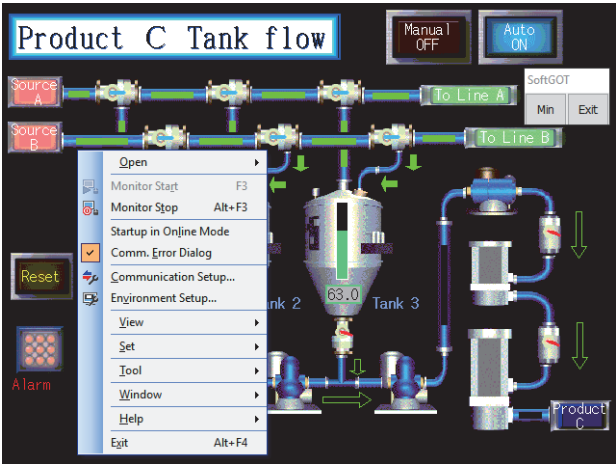 Product C Tank flow
Manual
OFF
Auto
ON
Source
A
To Line A
SoftGOT
Min
Exit
Source
B
To Line B
Open
Monitor Start F3
Monitor Stop Alt+F3
Startup in Online Mode
Comm. Error Dialog
Communication Setup...
Environment Setup...
View
Set
Tool
Window
Help
Exit Alt+F4
Reset
Alarm
63.0
nk 2
Tank 3
Product
C